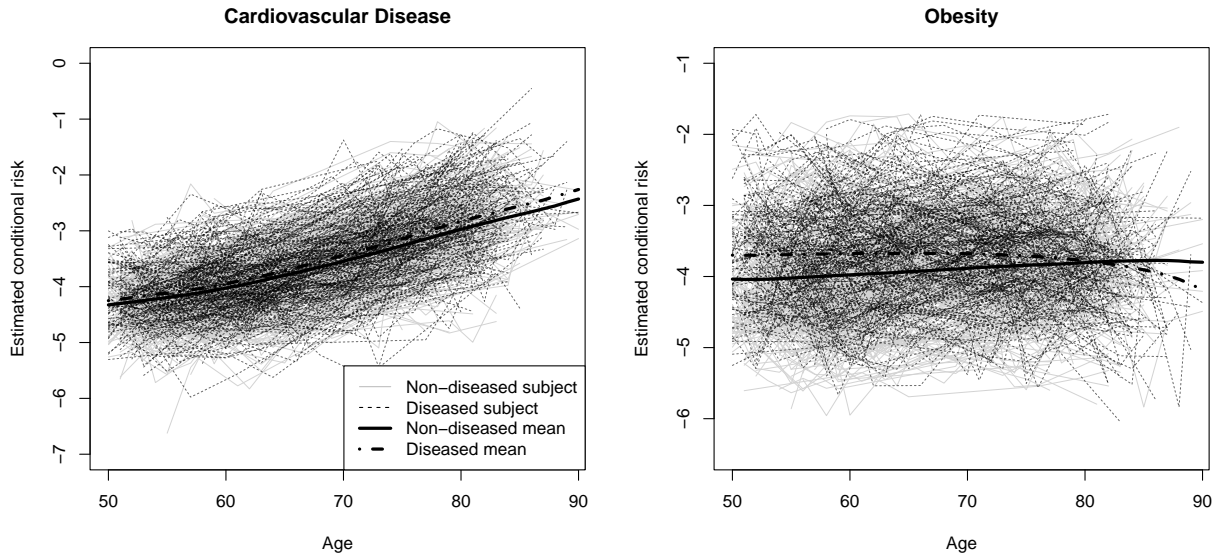 Cardiovascular Disease
0
−1
−2
−3
−4
−5
−6
−7
Estimated conditional risk
50
60
70
80
90
Age
Non−diseased subject
Diseased subject
Non−diseased mean
Diseased mean
Obesity
−1
−2
−3
−4
−5
−6
Estimated conditional risk
50
60
70
80
90
Age